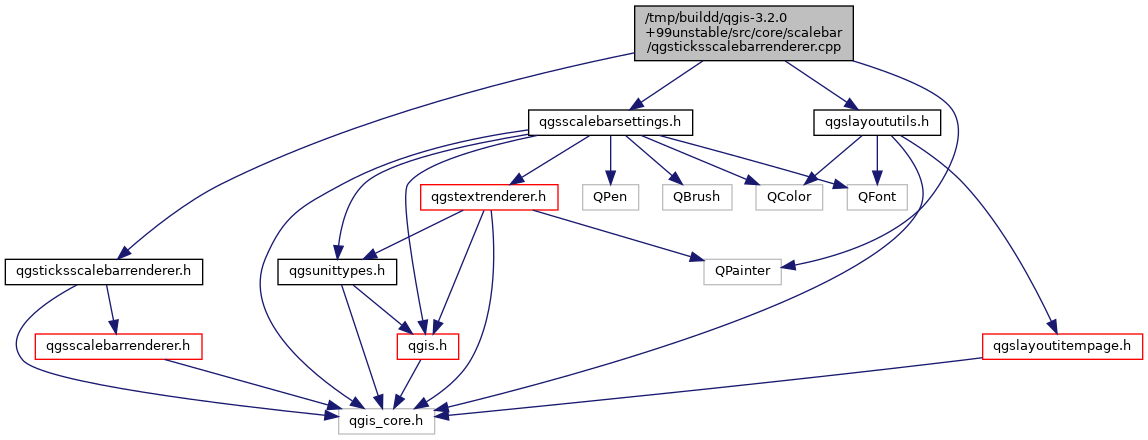 /tmp/buildd/qgis-3.2.0
+99unstable/src/core/scalebar
/qgsticksscalebarrenderer.cpp
qgsscalebarsettings.h
qgslayoututils.h
qgstextrenderer.h
QPen
QBrush
QColor
QFont
qgsticksscalebarrenderer.h
qgsunittypes.h
QPainter
qgsscalebarrenderer.h
qgis.h
qgslayoutitempage.h
qgis_core.h